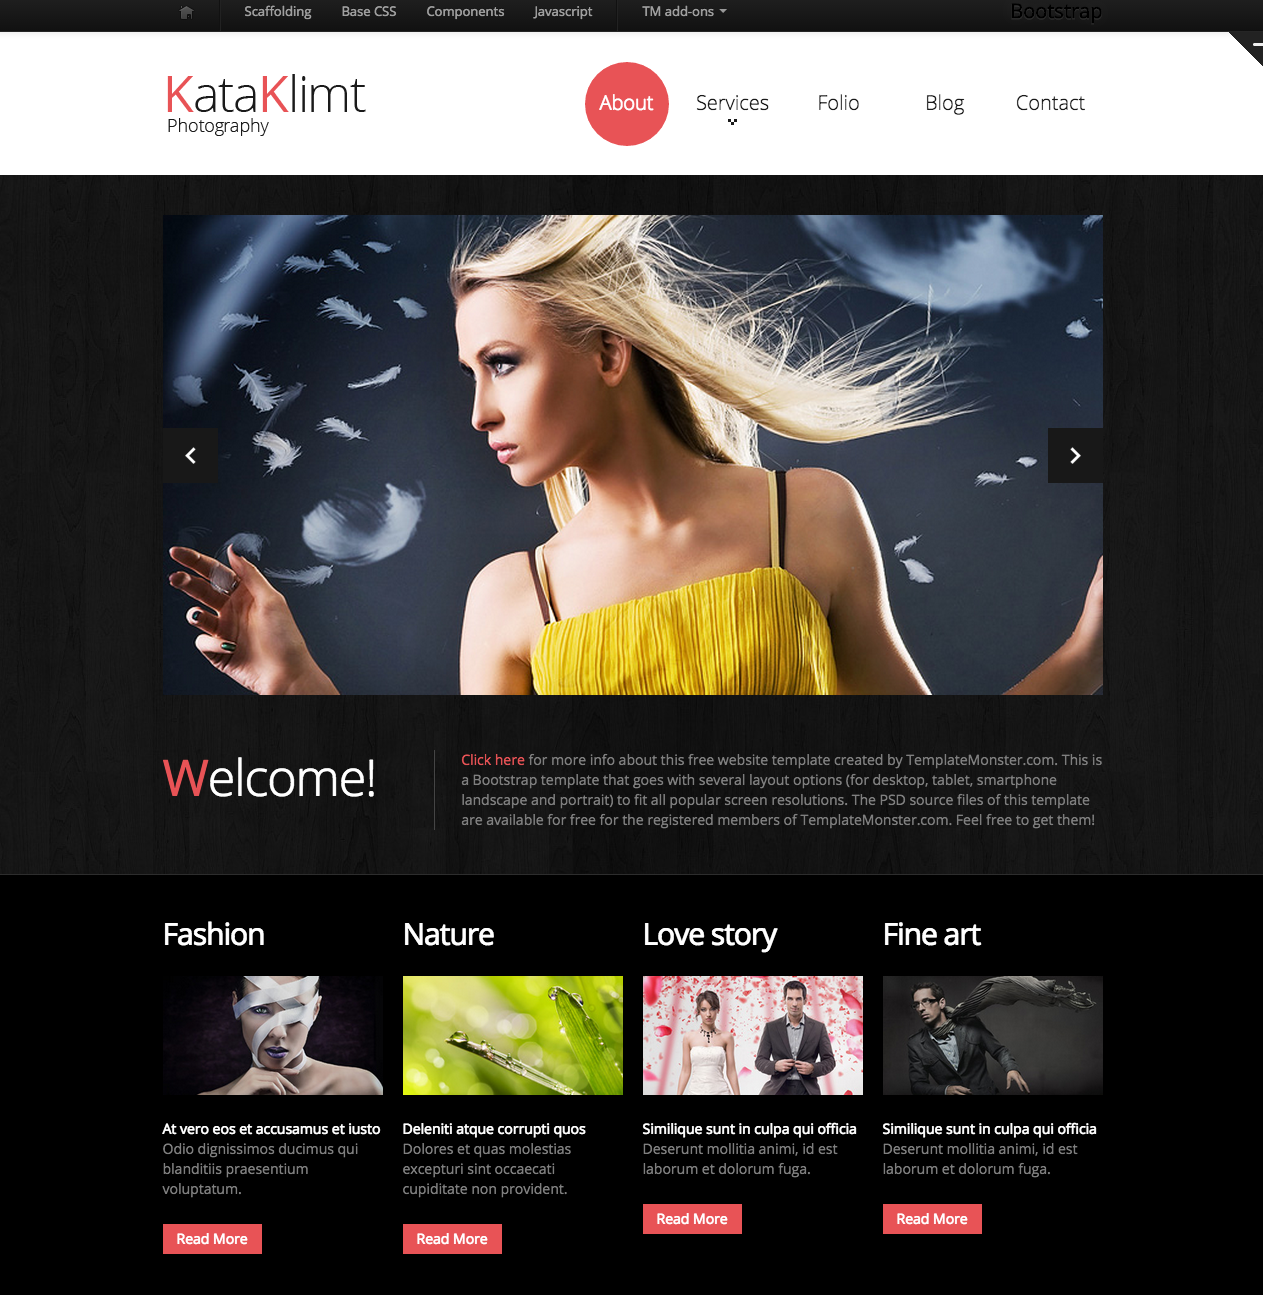 Scaffolding Base CSS Components Javascript TM add-ons Bootstrap
KataKlimt
Photography
About Services Folio Blog Contact
Welcome!
Click here for more info about this free website template created by TemplateMonster.com. This is
a Bootstrap template that goes with several layout options (for desktop, tablet, smartphone
landscape and portrait) to fit all popular screen resolutions. The PSD source files of this template
are available for free for the registered members of TemplateMonster.com. Feel free to get them!
Fashion
At vero eos et accusamus et iusto
Odio dignissimos ducimus qui
blanditiis praesentium
voluptatum.
Read More
Nature
Deleniti atque corrupti quos
Dolores et quas molestias
excepturi sint occaecati
cupiditate non provident.
Read More
Love story
Similique sunt in culpa qui officia
Deserunt mollitia animi, id est
laborum et dolorum fuga.
Read More
Fine art
Similique sunt in culpa qui officia
Deserunt mollitia animi, id est
laborum et dolorum fuga.
Read More